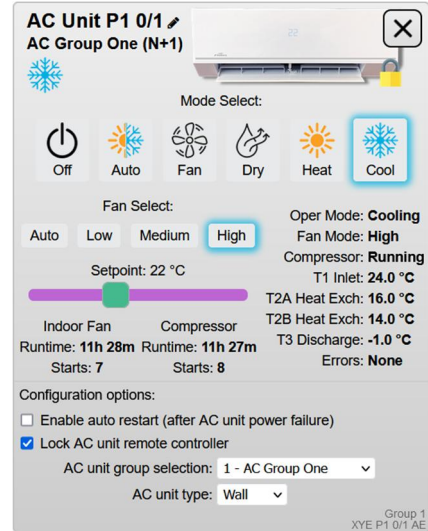 AC Unit P1 0/1
AC Group One (N+1)
22
Mode Select:
Off Auto Fan Dry Heat Cool
Fan Select:
Auto Low Medium High
Setpoint: 22 °C
Indoor Fan Compressor
Runtime: 11h 28m Runtime: 11h 27m
Starts: 7 Starts: 8
Oper Mode: Cooling
Fan Mode: High
Compressor: Running
T1 Inlet: 24.0 °C
T2A Heat Exch: 16.0 °C
T2B Heat Exch: 14.0 °C
T3 Discharge: -1.0 °C
Errors: None
Configuration options:
Enable auto restart (after AC unit power failure)
Lock AC unit remote controller
AC unit group selection: 1 - AC Group One
AC unit type: Wall
Group 1
XYE P1 0/1 AE